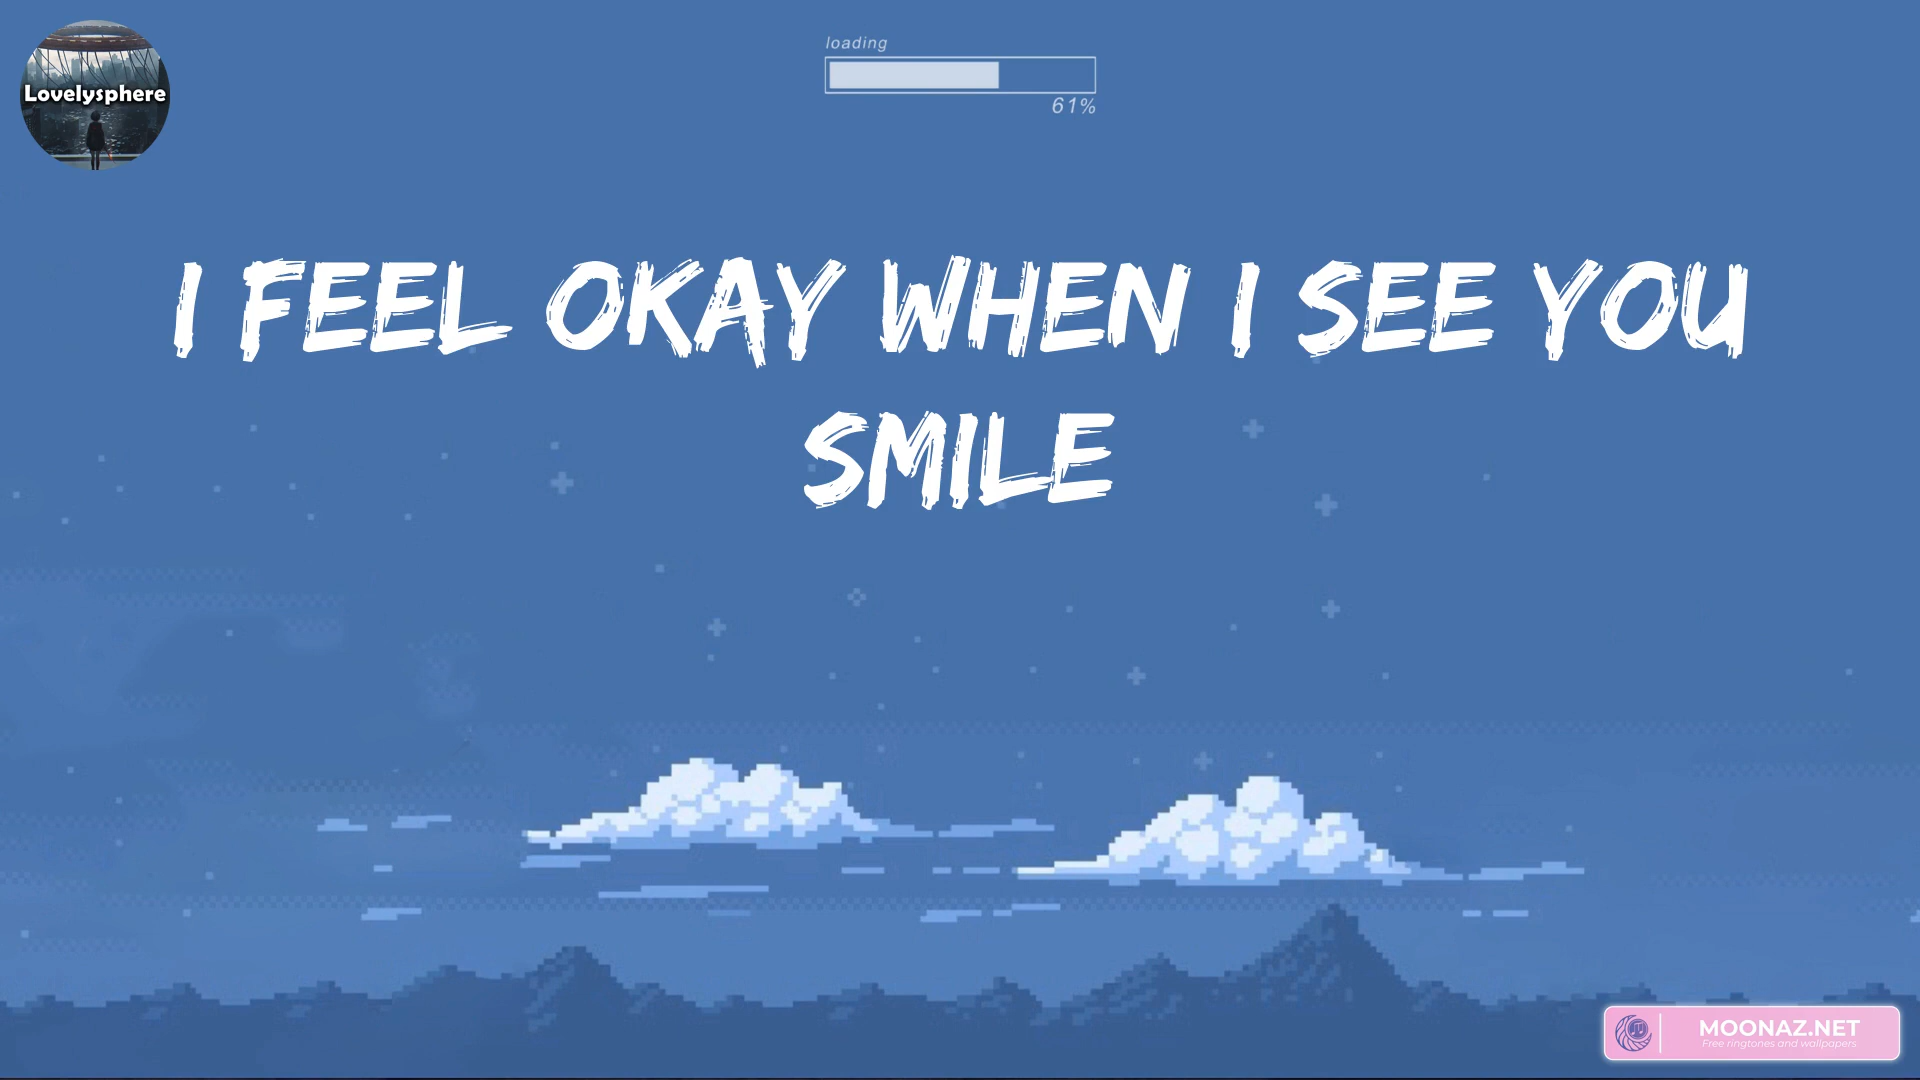 Lovelysphere
loading
61%
I FEEL OKAY WHEN I SEE YOU
SMILE
MOONAZ.NET
Free ringtones and wallpapers